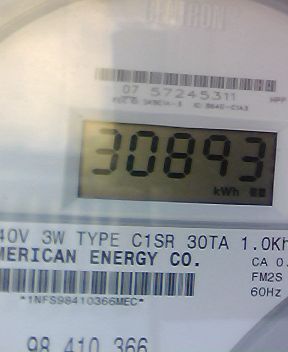 07 57245311
30893
kWh
40V 3W TYPE C1SR 30TA 1.0Kh
MERICAN ENERGY CO.
CA 0.
FM2S
60Hz
*1NFS98410366MEC*
98 410 366